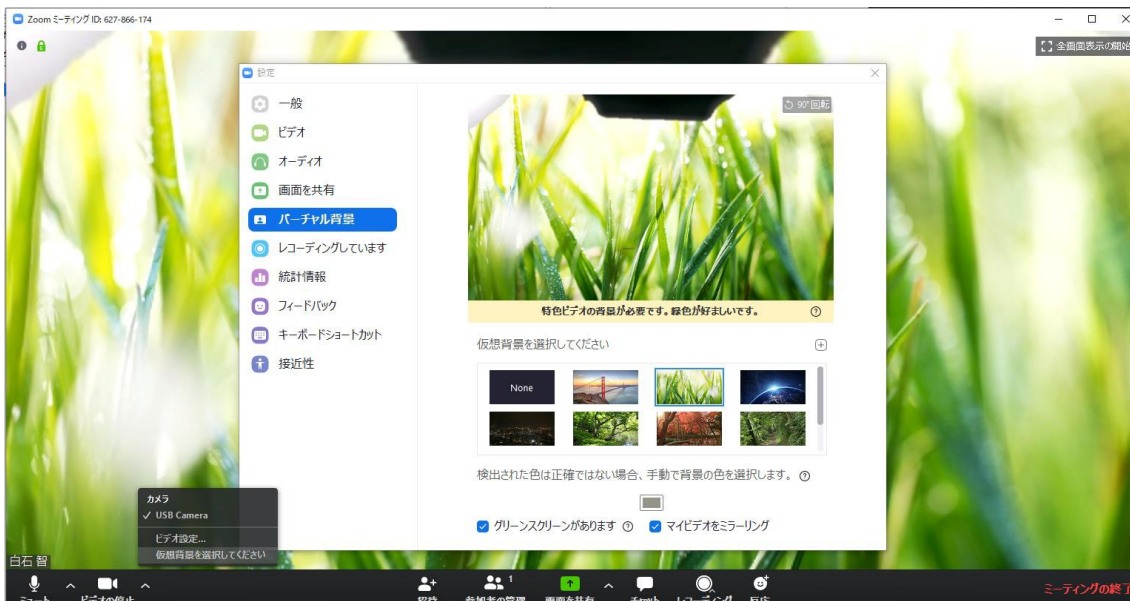 Zoom ミーティング ID: 627-866-174
全画面表示の開始
設定
一般
ビデオ
オーディオ
画面を共有
バーチャル背景
レコーディングしています
統計情報
フィードバック
キーボードショートカット
接近性
90°回転
特色ビデオの背景が必要です。緑色が好ましいです。
仮想背景を選択してください
None
検出された色は正確ではない場合、手動で背景の色を選択します。
グリーンスクリーンがあります
マイビデオをミラーリング
カメラ
✓ USB Camera
ビデオ設定...
仮想背景を選択してください
白石 智
ミュート
ビデオの停止
招待
参加者の管理
1
画面を共有
チャット
レコーディング
反応
ミーティングの終了